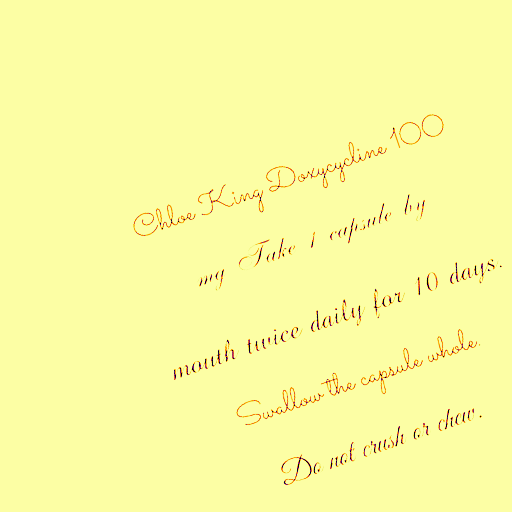 Chloe King Doxycycline 100
mg Take 1 capsule by
mouth twice daily for 10 days.
Swallow the capsule whole.
Do not crush or chew.